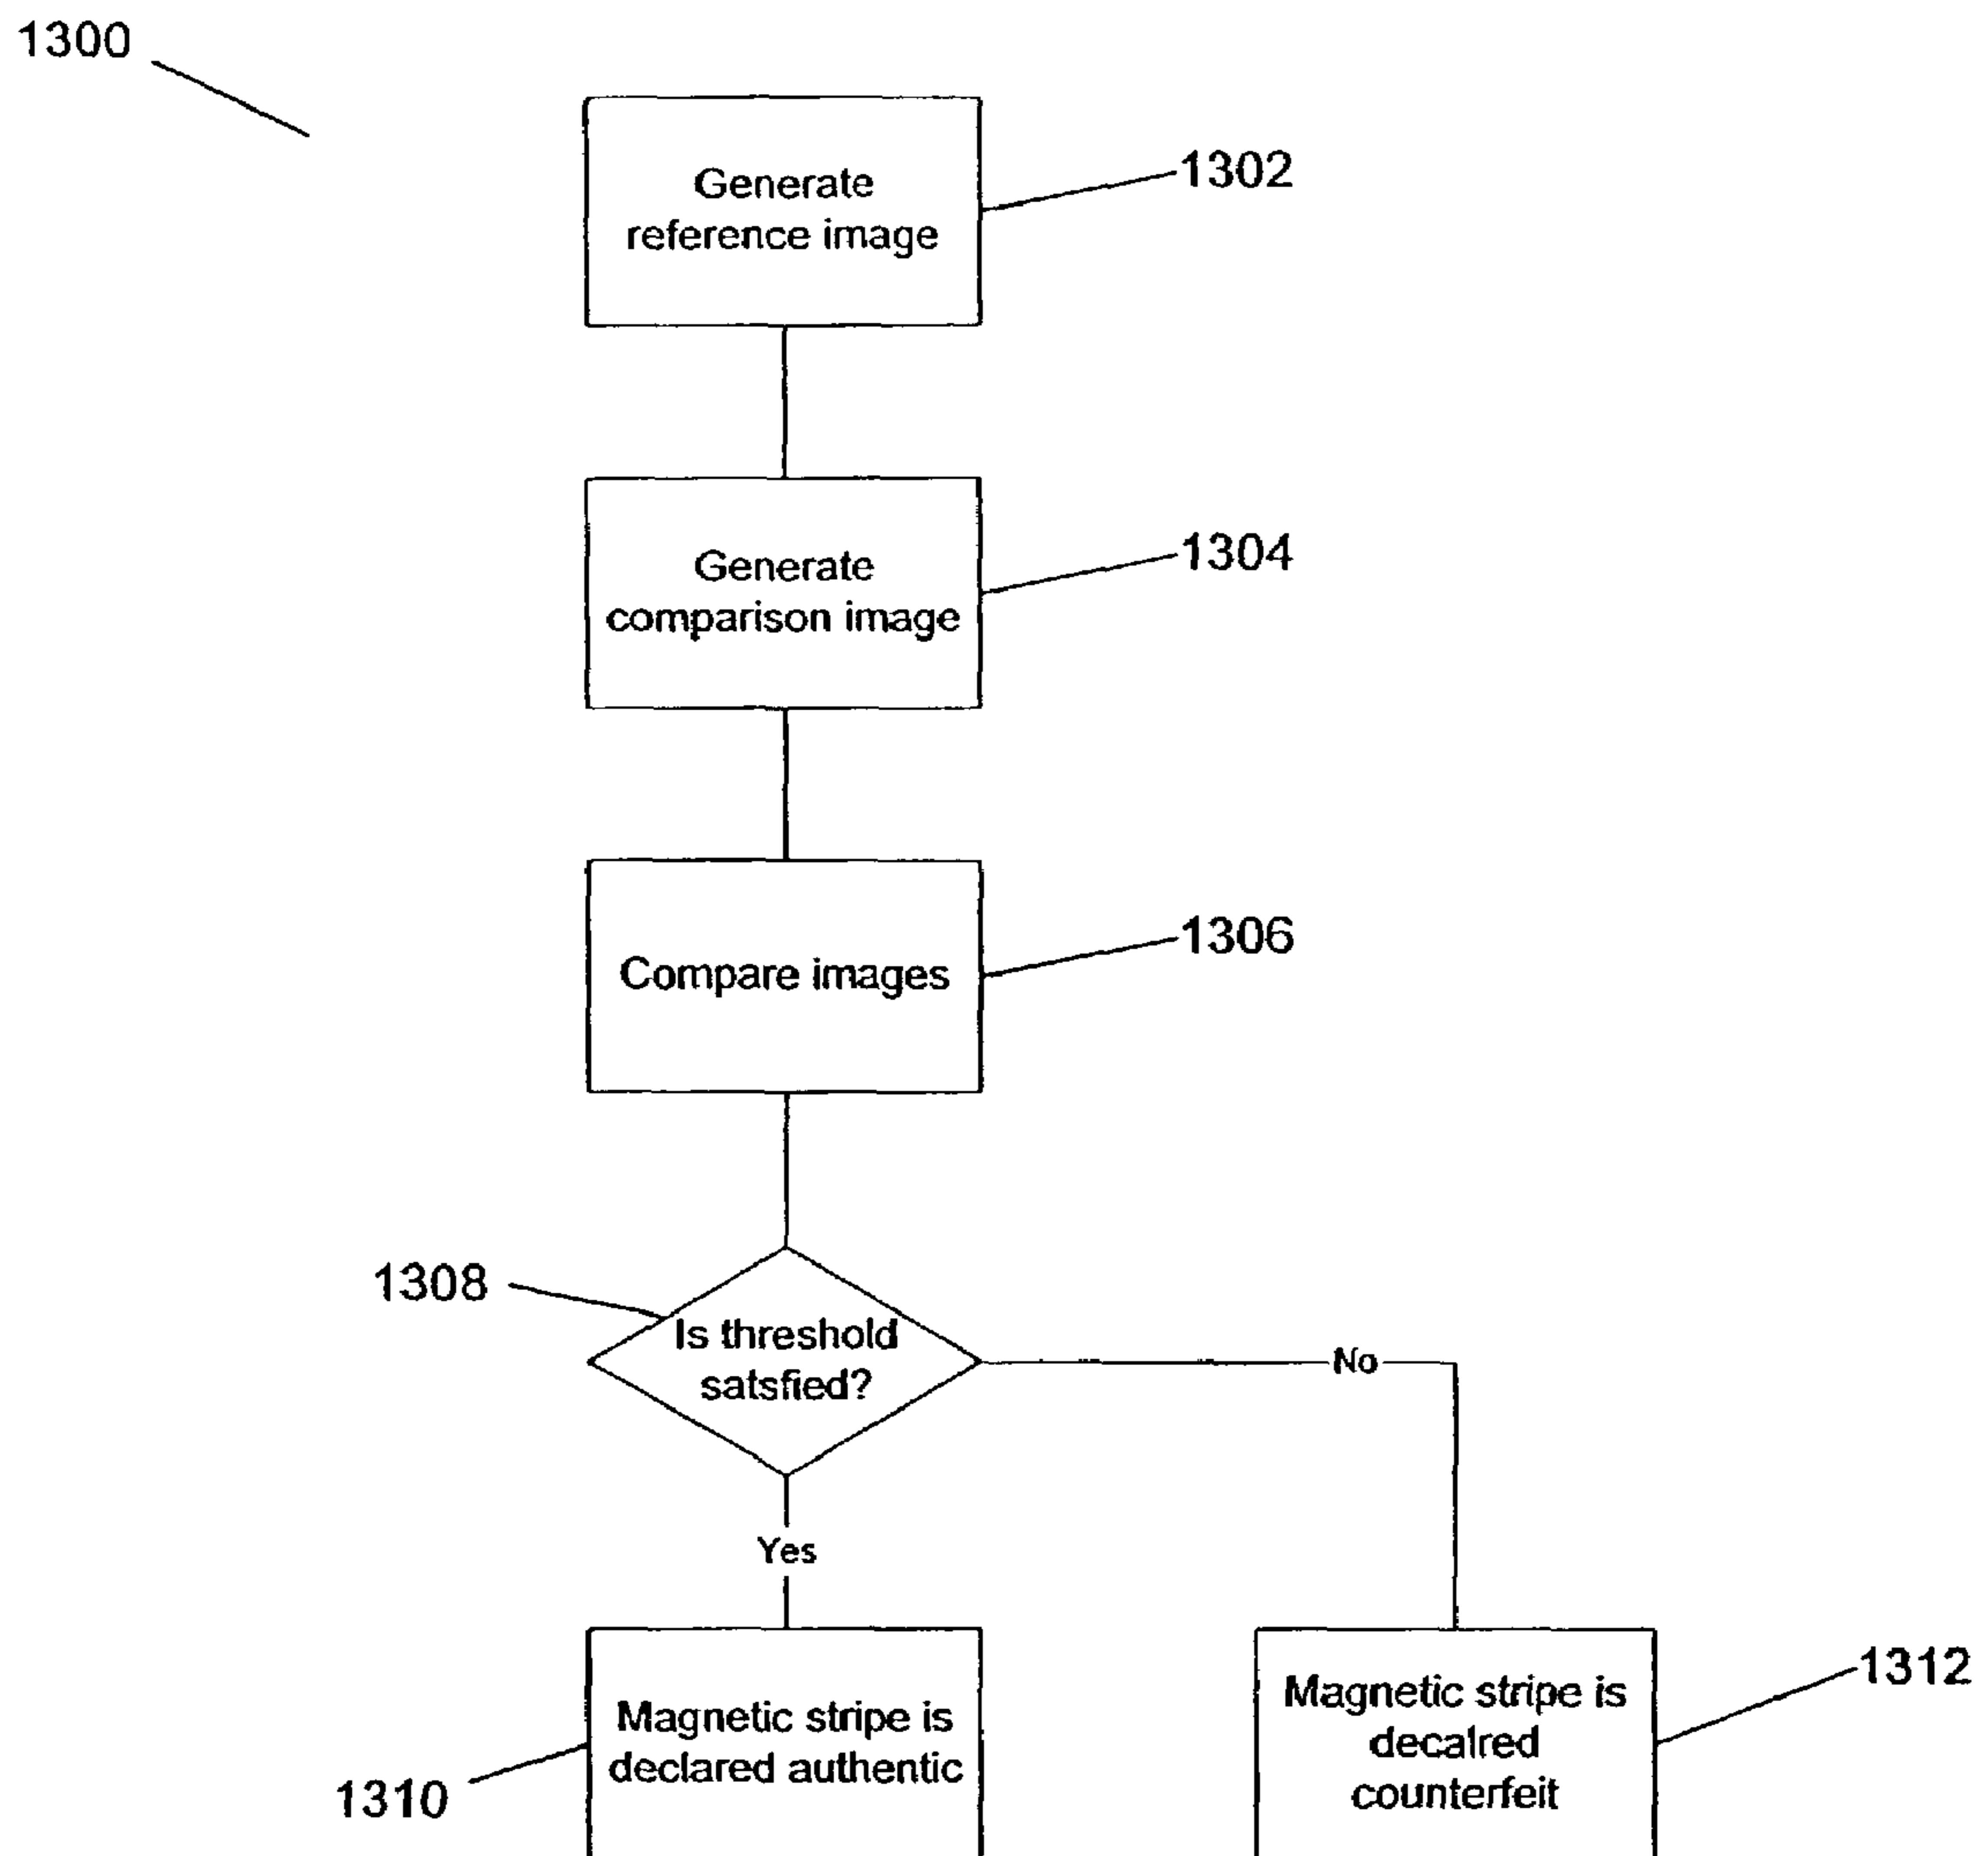 1300
Generate
reference image
1302
Generate
comparison image
1304
Compare images
1306
1308
Is threshold
satsfied?
No
Yes
Magnetic stripe is
declared authentic
1310
Magnetic stripe is
decalred
counterfeit
1312